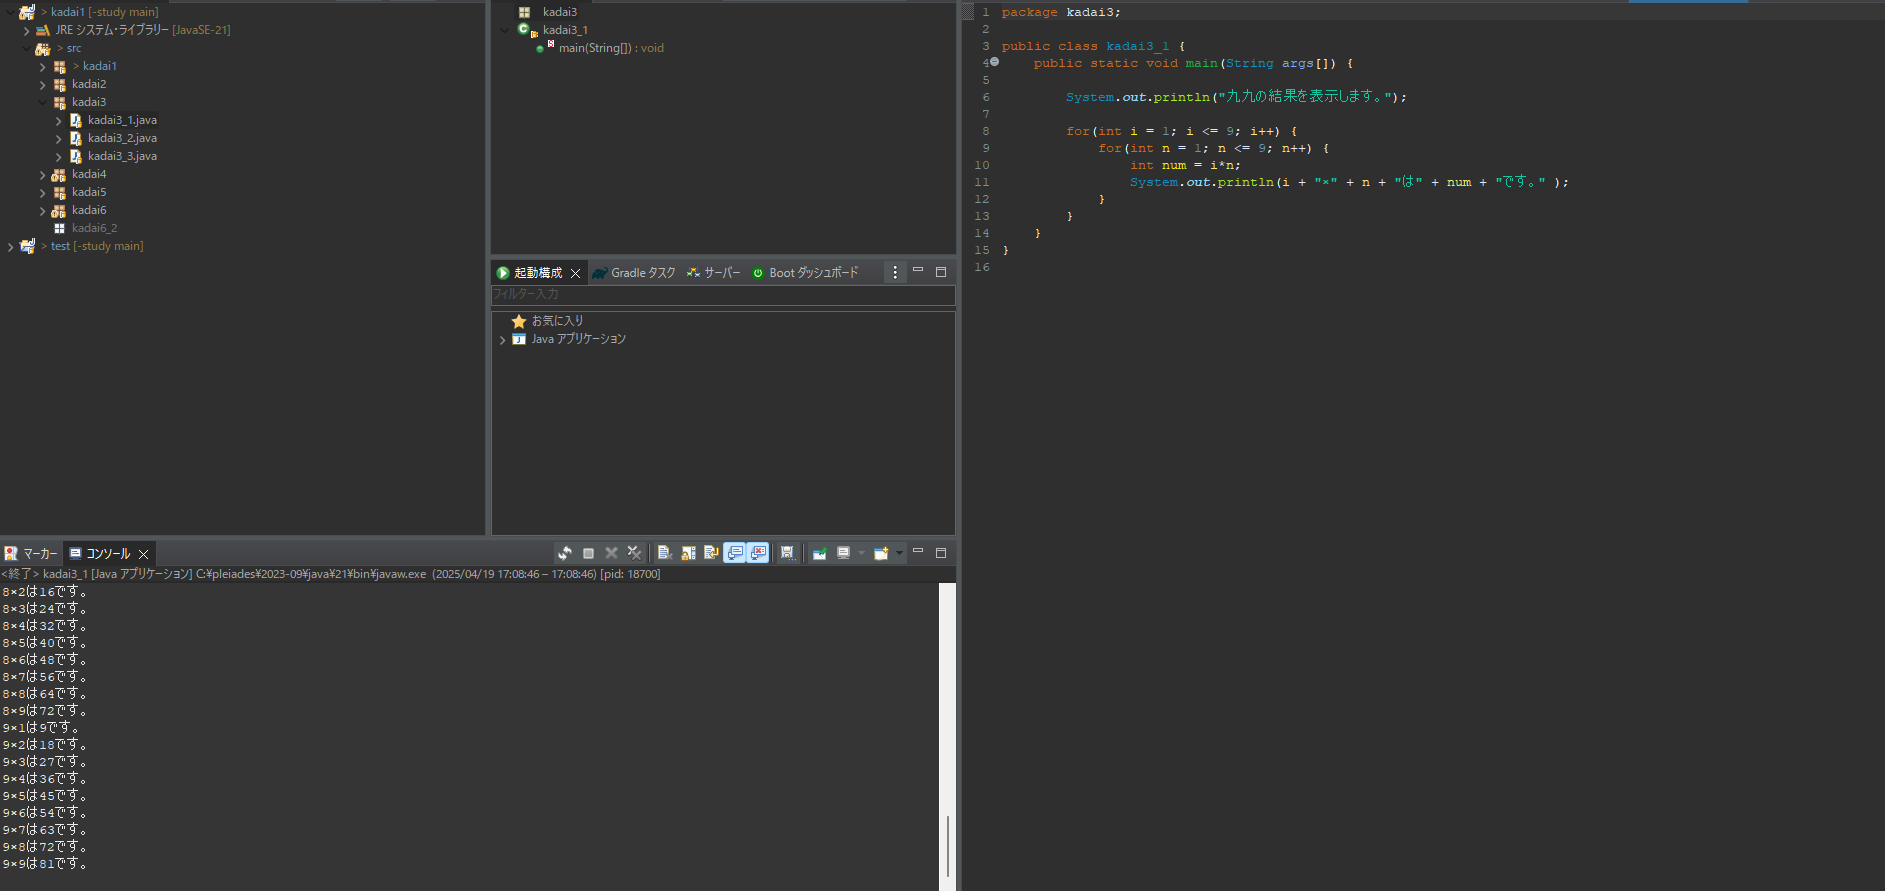 > kadai1 [-study main]
JRE システム・ライブラリー [JavaSE-21]
> src
> kadai1
kadai2
kadai3
kadai3_1.java
kadai3_2.java
kadai3_3.java
kadai4
kadai5
kadai6
kadai6_2
> test [-study main]
kadai3
kadai3_1
main(String[]) : void
起動構成
Gradle タスク
サーバー
Boot ダッシュボード
フィルター入力
お気に入り
Java アプリケーション
1 package kadai3;
2
3 public class kadai3_1 {
4 public static void main(String args[]) {
5
6 System.out.println("九九の結果を表示します。");
7
8 for(int i = 1; i <= 9; i++) {
9 for(int n = 1; n <= 9; n++) {
10 int num = i*n;
11 System.out.println(i + "×" + n + "は" + num + "です。" );
12 }
13 }
14 }
15 }
16
マーカー
コンソール
<終了> kadai3_1 [Java アプリケーション] C:¥pleiades¥2023-09¥java¥21¥bin¥javaw.exe (2025/04/19 17:08:46 – 17:08:46) [pid: 18700]
8×2は16です。
8×3は24です。
8×4は32です。
8×5は40です。
8×6は48です。
8×7は56です。
8×8は64です。
8×9は72です。
9×1は9です。
9×2は18です。
9×3は27です。
9×4は36です。
9×5は45です。
9×6は54です。
9×7は63です。
9×8は72です。
9×9は81です。